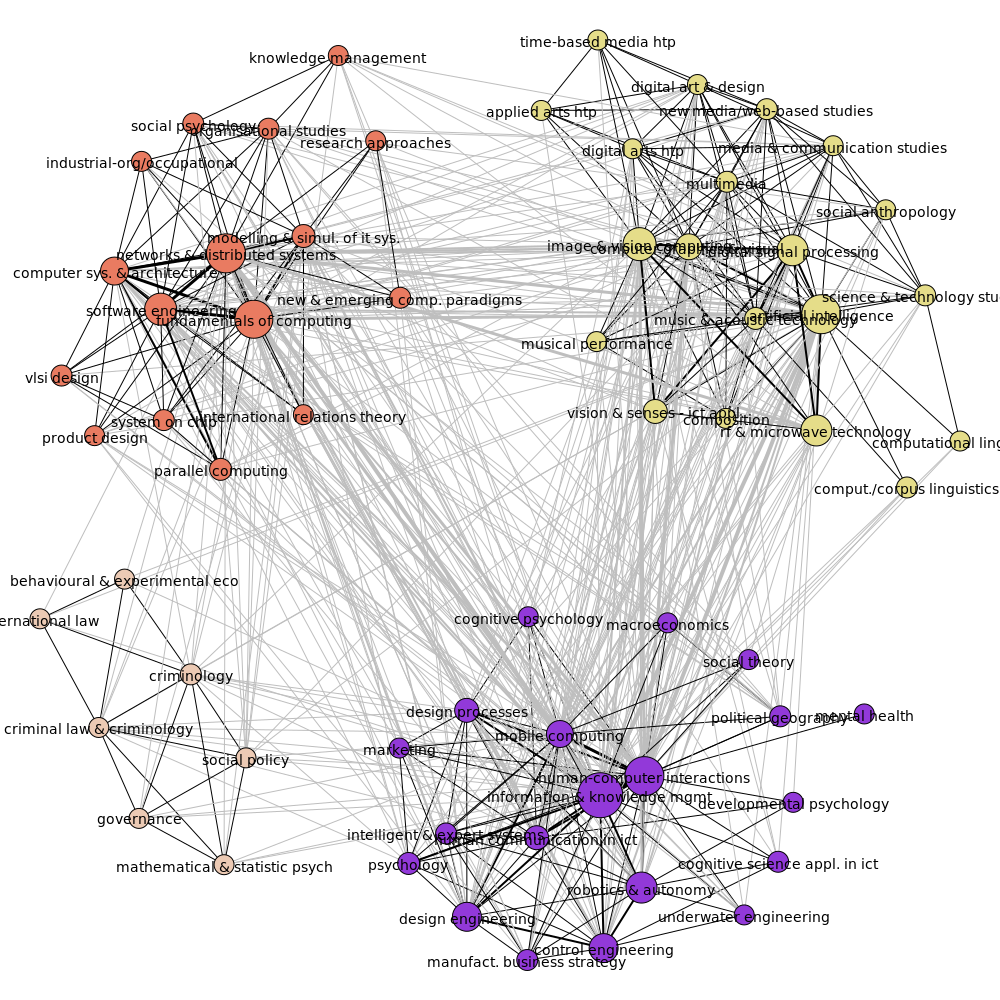 time-based media htp
knowledge management
digital art & design
applied arts htp
new media/web-based studies
social psychology
organisational studies
research approaches
digital arts htp
media & communication studies
industrial-org/occupational
multimedia
social anthropology
modelling & simul. of it sys.
image & vision computing
networks & distributed systems
digital signal processing
computer sys. & architecture
new & emerging comp. paradigms
science & technology stu
software engineering
fundamentals of computing
music & acoustic technology
artificial intelligence
musical performance
vlsi design
vision & senses - ict appl.
composition
system on chip
international relations theory
product design
rf & microwave technology
computational ling
parallel computing
comput./corpus linguistics
behavioural & experimental eco
ernational law
cognitive psychology
macroeconomics
social theory
criminology
design processes
political geography
mental health
criminal law & criminology
mobile computing
marketing
social policy
human-computer interactions
information & knowledge mgmt
developmental psychology
governance
intelligent & expert systems
human communication in ict
mathematical & statistic psych
psychology
cognitive science appl. in ict
robotics & autonomy
design engineering
underwater engineering
control engineering
manufact. business strategy